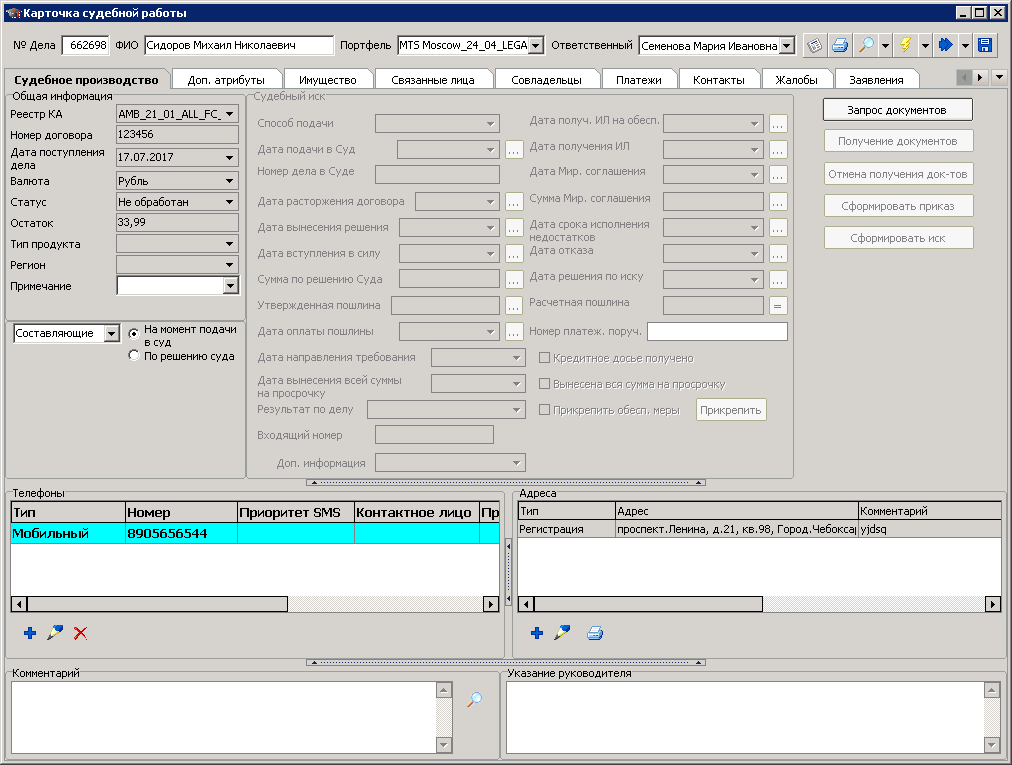 Карточка судебной работы
№ Дела 662698 ФИО Сидоров Михаил Николаевич Портфель MTS Moscow_24_04_LEGA Ответственный Семенова Мария Ивановна
Судебное производство Доп. атрибуты Имущество Связанные лица Совладельцы Платежи Контакты Жалобы Заявления
Общая информация
Реестр КА AMB_21_01_ALL_FC_
Номер договора 123456
Дата поступления
дела 17.07.2017
Валюта Рубль
Статус Не обработан
Остаток 33,99
Тип продукта
Регион
Примечание
Составляющие
На момент подачи
в суд
По решению суда
Судебный иск
Способ подачи
Дата подачи в Суд ...
Номер дела в Суде
Дата расторжения договора ...
Дата вынесения решения ...
Дата вступления в силу ...
Сумма по решению Суда ...
Утвержденная пошлина ...
Дата оплаты пошлины ...
Дата направления требования
Дата вынесения всей суммы
на просрочку
Результат по делу
Входящий номер
Доп. информация
Дата получ. ИЛ на обесп. ...
Дата получения ИЛ ...
Дата Мир. соглашения ...
Сумма Мир. соглашения ...
Дата срока исполнения
недостатков ...
Дата отказа ...
Дата решения по иску ...
Расчетная пошлина =
Номер платеж. поруч.
Кредитное досье получено
Вынесена вся сумма на просрочку
Прикрепить обесп. меры Прикрепить
Запрос документов
Получение документов
Отмена получения док-тов
Сформировать приказ
Сформировать иск
Телефоны
Тип Номер Приоритет SMS Контактное лицо Пр
Мобильный 8905656544
Адреса
Тип Адрес Комментарий
Регистрация проспект.Ленина, д.21, кв.98, Город.Чебоксар yjdsq
Комментарий
Указание руководителя